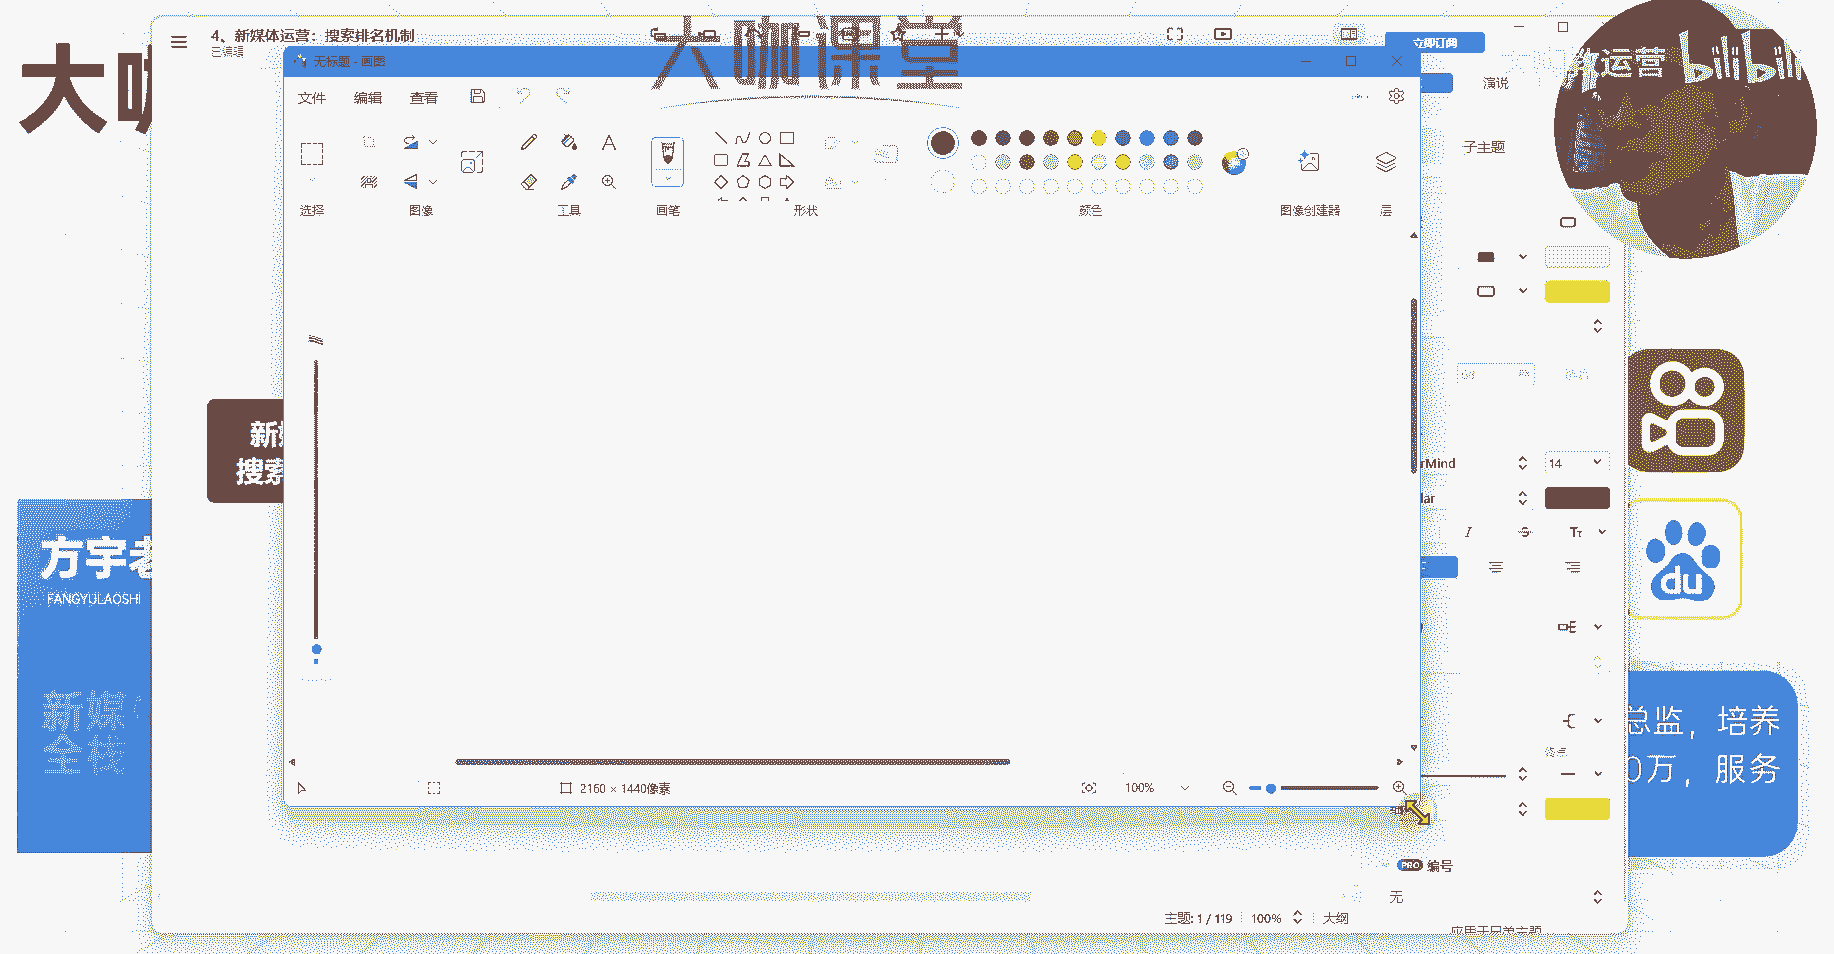 4、新媒体运营：搜索排名机制
已编辑
大咖课堂
立即订阅
运营 bilibili
大咖
无标题 - 画图
文件 编辑 查看
演说
子主题
选择 图像 工具 画笔 形状 颜色 图像创建器 层
新
搜索
rMind
14
lar
方宇老
FANGYULAOSHI
du
新媒
全栈
总监，培养
0万，服务
2160 × 1440像素
100%
PRO 编号
无
主题: 1 / 119 100% 大纲
应用于兄弟主题